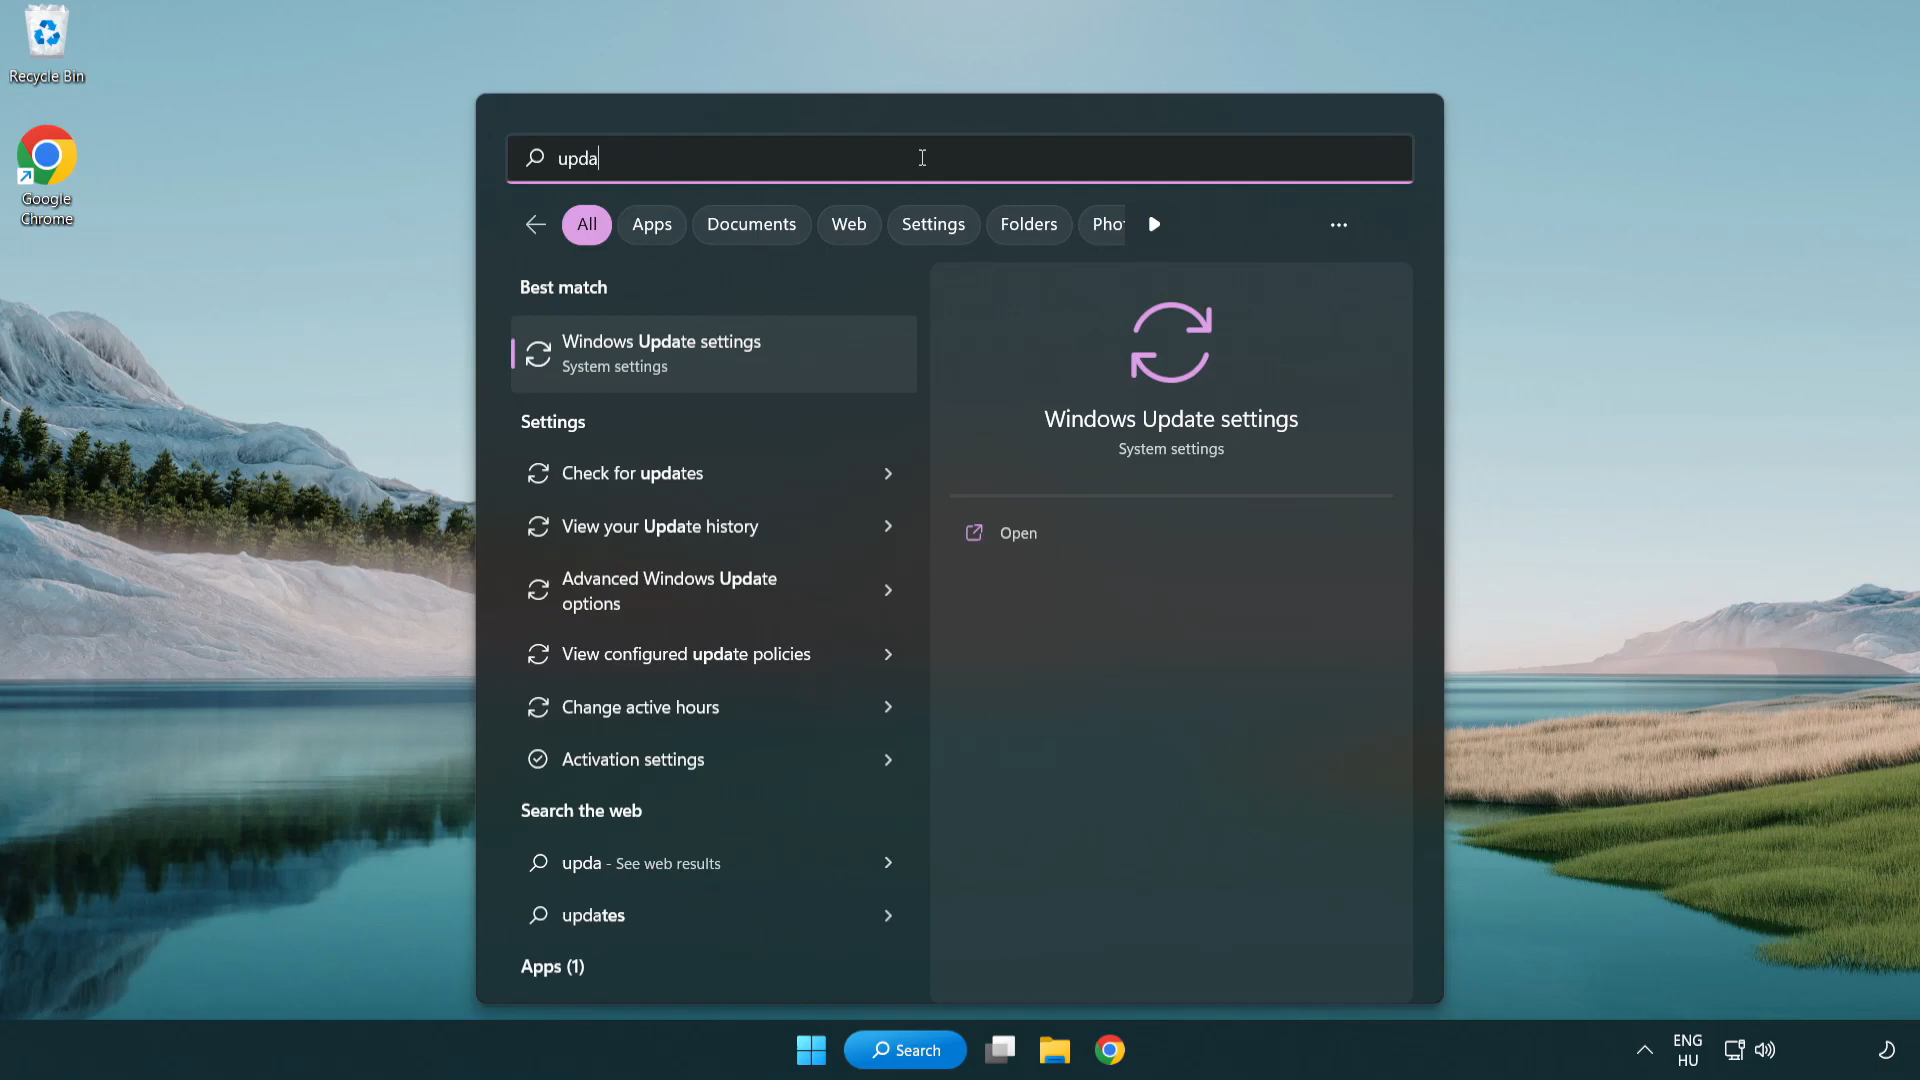 Recycle Bin
Google
Chrome
upda
All
Apps
Documents
Web
Settings
Folders
Pho
Best match
Windows Update settings
System settings
Settings
Check for updates
View your Update history
Advanced Windows Update
options
View configured update policies
Change active hours
Activation settings
Search the web
upda - See web results
updates
Apps (1)
Windows Update settings
System settings
Open
Search
ENG
HU